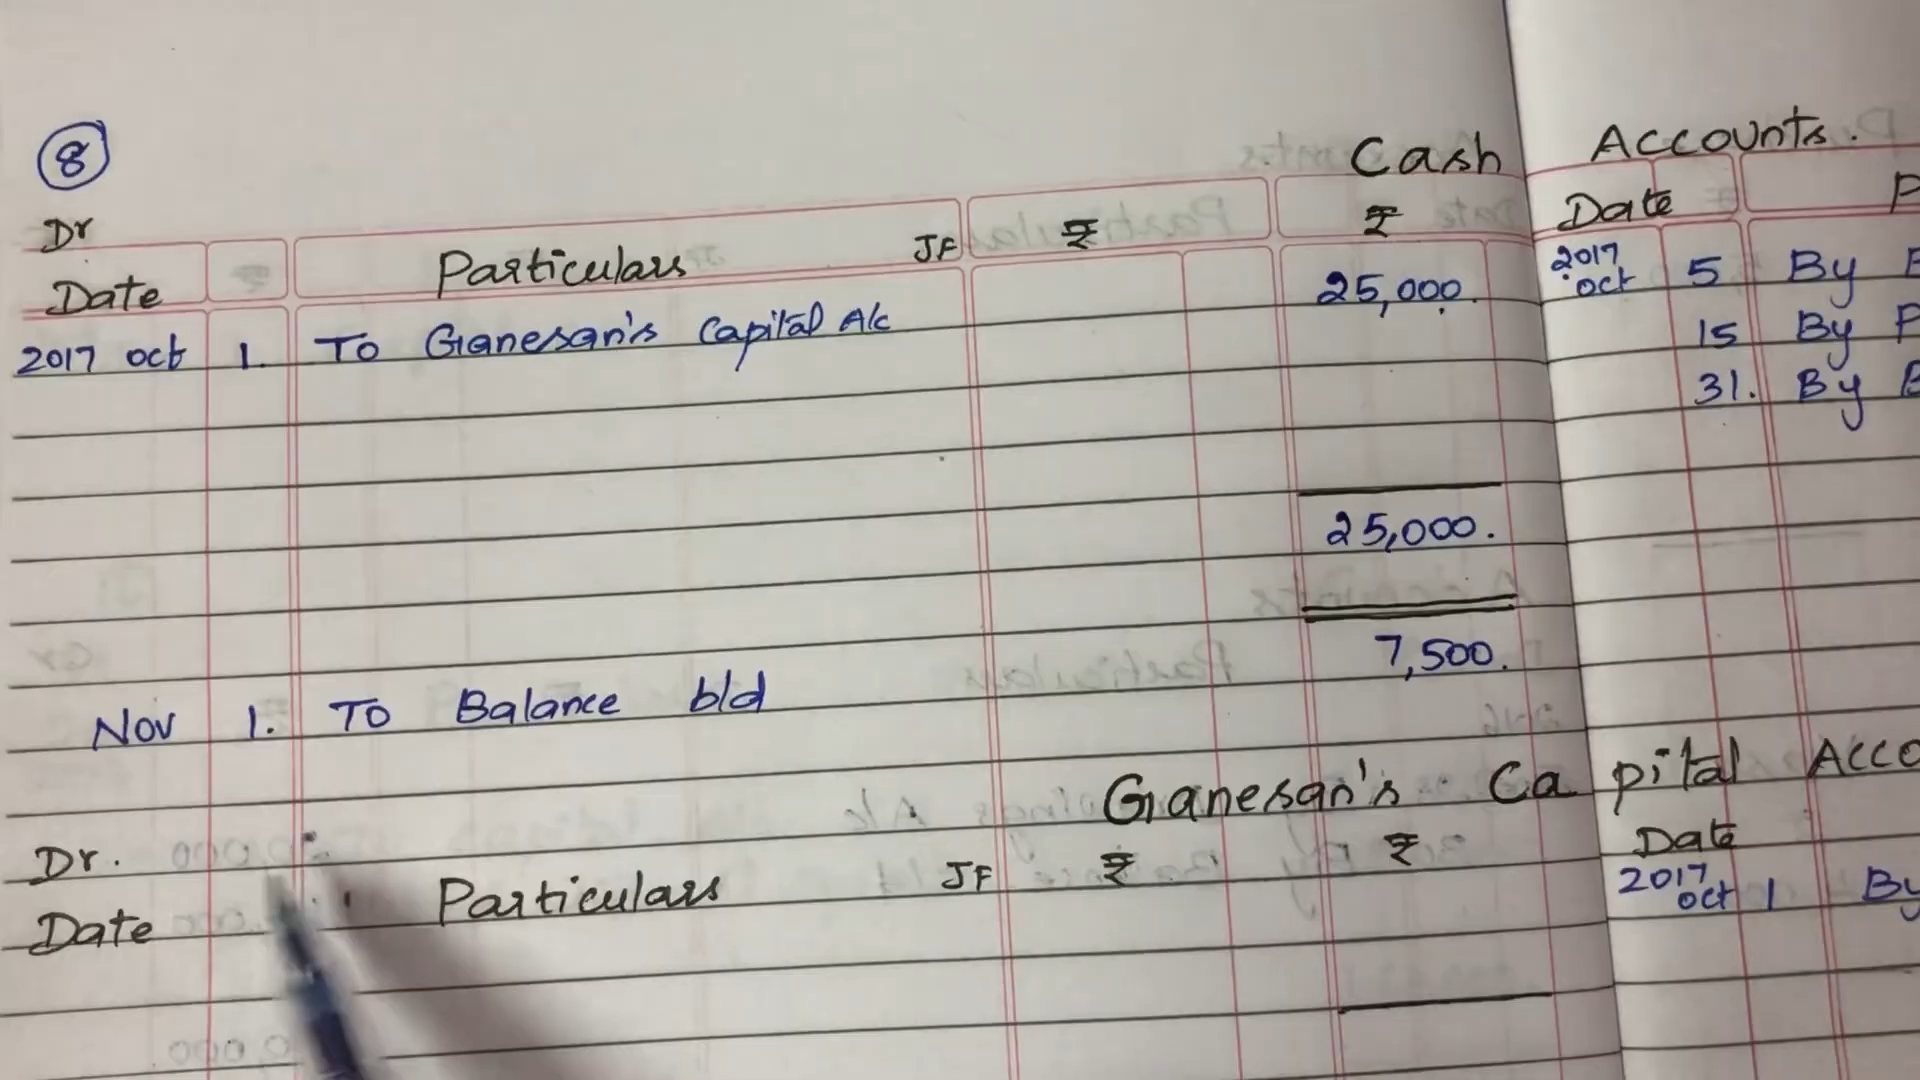 8
Cash Accounts.
Dr
Date Particulars JF ₹ ₹ Date
2017 oct 1. To Ganesan's Capital A/c 25,000. 2017 oct 5 By
15 By
31. By
25,000.
7,500.
Nov 1. To Balance b/d
Ganesan's Capital Acco
Dr.
Date Particulars JF ₹ ₹ Date
2017 oct 1 By